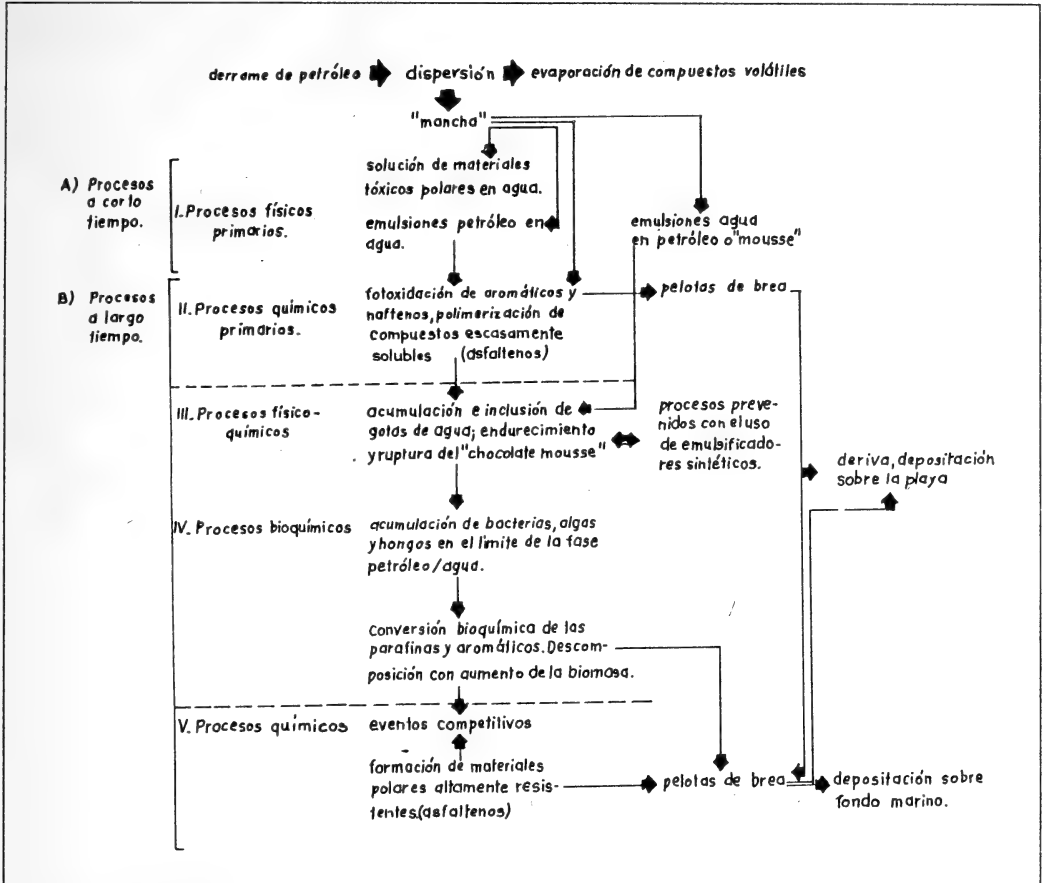 derrame de petróleo dispersión evaporación de compuestos volátiles
"mancha"
A) Procesos
a corto
tiempo.
I. Procesos físicos
primarios.
solución de materiales
tóxicos polares en agua.
emulsiones petróleo en
agua.
emulsiones agua
en petróleo o "mousse"
B) Procesos
a largo
tiempo.
II. Procesos químicos
primarios.
fotoxidación de aromáticos y
naftenos, polimerización de
compuestos escasamente
solubles (asfaltenos)
pelotas de brea
III. Procesos físico-
químicos
acumulación e inclusión de
gotas de agua; endurecimiento
y ruptura del "chocolate mousse"
procesos preve-
nidos con el uso
de emulsificado-
res sintéticos.
deriva, depositación
sobre la playa
IV. Procesos bioquímicos
acumulación de bacterias, algas
y hongos en el límite de la fase
petróleo/agua.
conversión bioquímica de las
parafinas y aromáticos. Descom-
posición con aumento de la biomasa.
V. Procesos químicos
eventos competitivos
formación de materiales
polares altamente resis-
tentes.(asfaltenos)
pelotas de brea
depositación sobre
fondo marino.